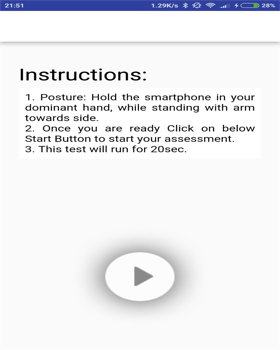 21:51 1.29K/s 28%
Instructions:
1. Posture: Hold the smartphone in your
dominant hand, while standing with arm
towards side.
2. Once you are ready Click on below
Start Button to start your assessment.
3. This test will run for 20sec.